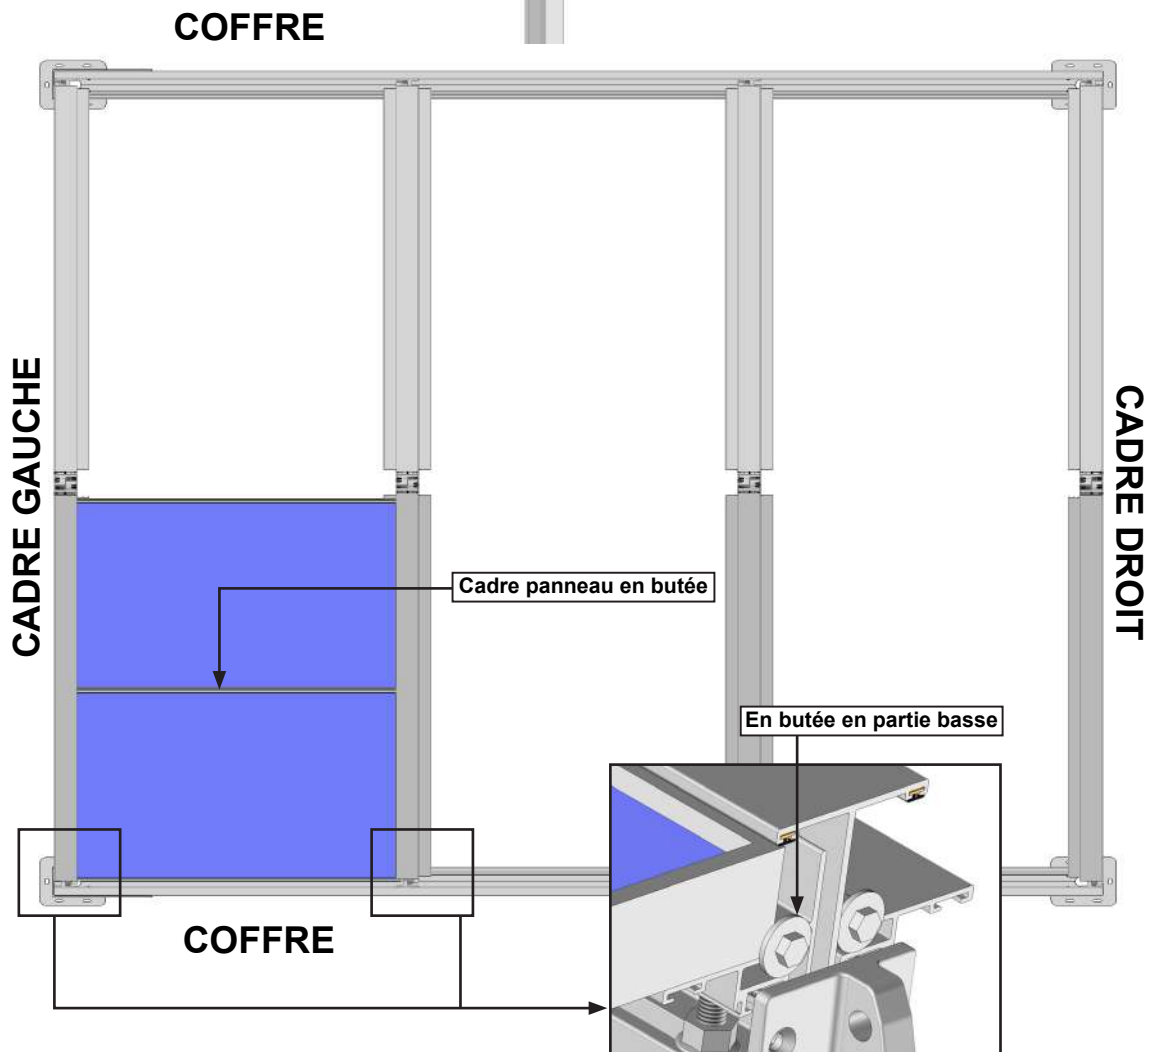 COFFRE
CADRE GAUCHE
CADRE DROIT
Cadre panneau en butée
En butée en partie basse
COFFRE